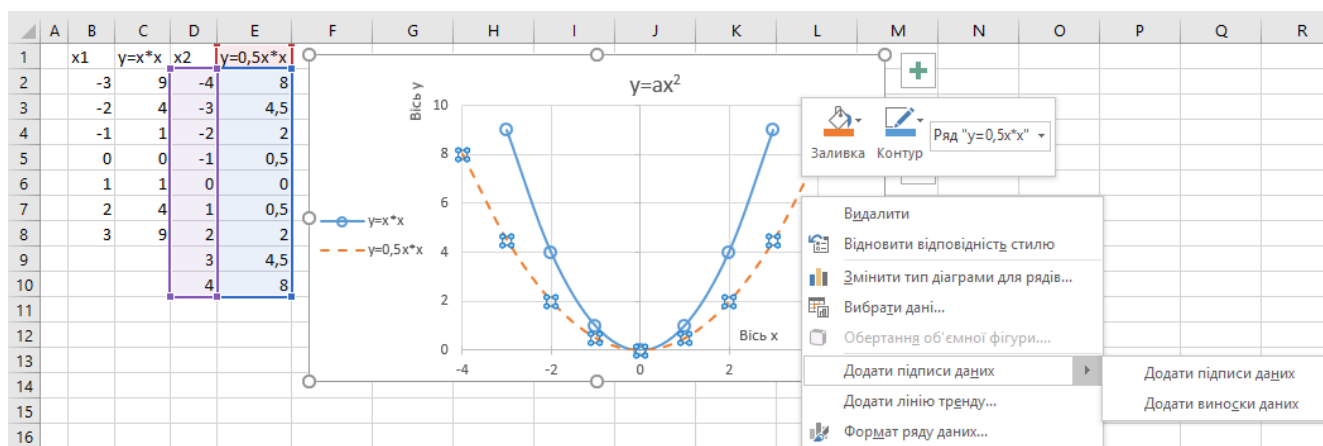 A B C D E F G H I J K L M N O P Q R
1 x1 y=x*x x2 y=0,5x*x
2 -3 9 -4 8
3 -2 4 -3 4,5
4 -1 1 -2 2
5 0 0 -1 0,5
6 1 1 0 0
7 2 4 1 0,5
8 3 9 2 2
9 3 4,5
10 4 8
11
12
13
14
15
16
y=ax²
Вісь y
10
8
6
4
2
0
-4 -2 0 2
Вісь x
y=x*x
y=0,5x*x
Заливка Контур Ряд "y=0,5x*x"
Видалити
Відновити відповідність стилю
Змінити тип діаграми для рядів...
Вибрати дані...
Обертання об'ємної фігури....
Додати підписи даних
Додати лінію тренду...
Формат ряду даних...
Додати підписи даних
Додати виноски даних